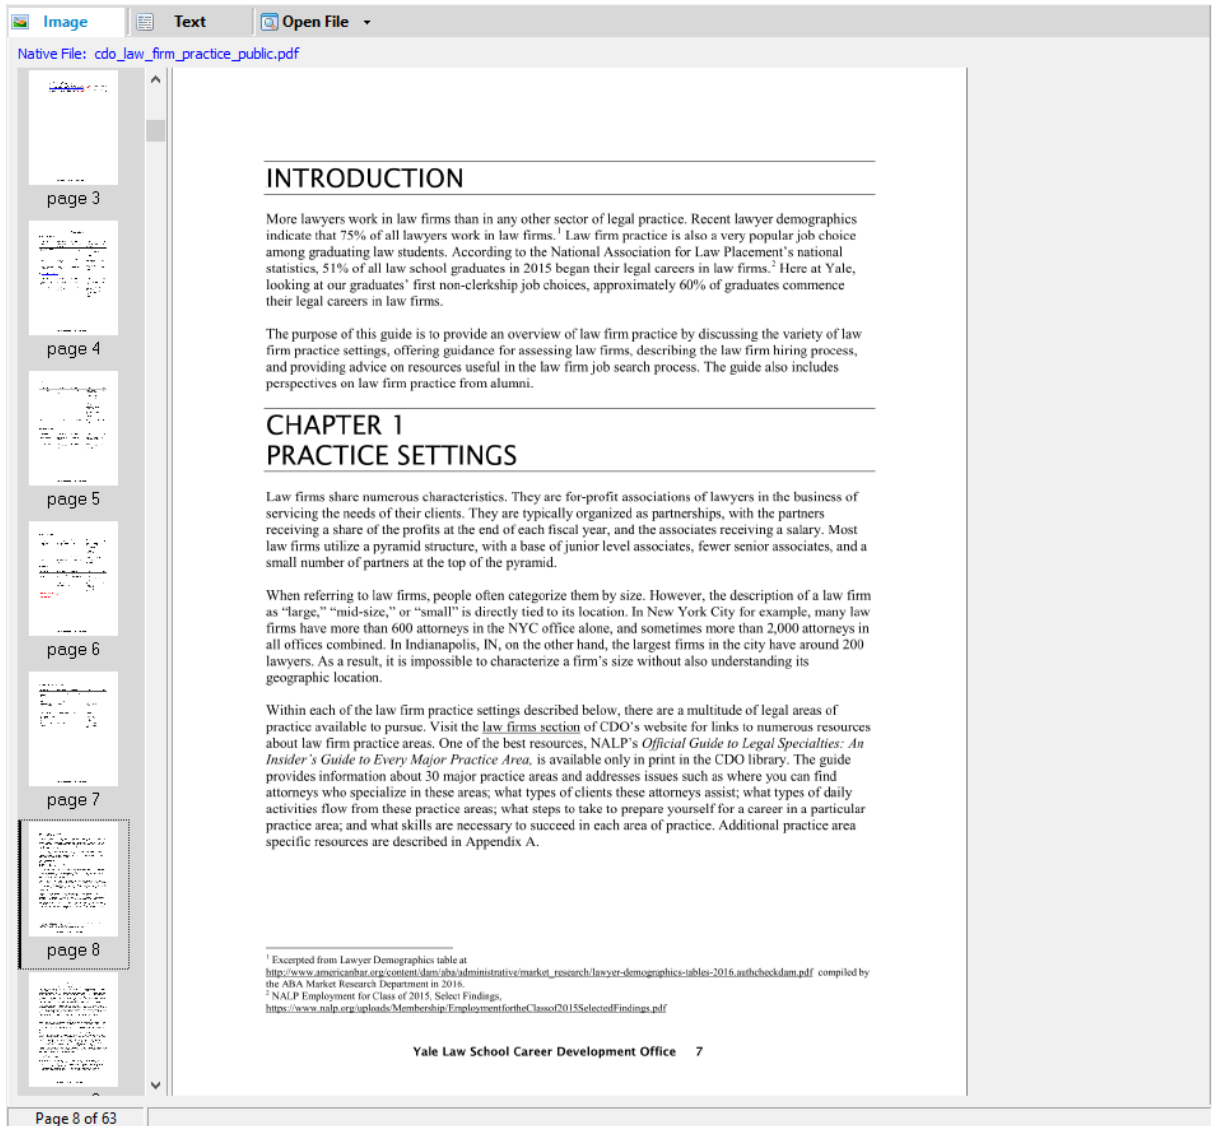 Image Text Open File
Native File: cdo_law_firm_practice_public.pdf
page 3
page 4
page 5
page 6
page 7
page 8
INTRODUCTION
More lawyers work in law firms than in any other sector of legal practice. Recent lawyer demographics
indicate that 75% of all lawyers work in law firms.1 Law firm practice is also a very popular job choice
among graduating law students. According to the National Association for Law Placement's national
statistics, 51% of all law school graduates in 2015 began their legal careers in law firms.2 Here at Yale,
looking at our graduates' first non-clerkship job choices, approximately 60% of graduates commence
their legal careers in law firms.
The purpose of this guide is to provide an overview of law firm practice by discussing the variety of law
firm practice settings, offering guidance for assessing law firms, describing the law firm hiring process,
and providing advice on resources useful in the law firm job search process. The guide also includes
perspectives on law firm practice from alumni.
CHAPTER 1
PRACTICE SETTINGS
Law firms share numerous characteristics. They are for-profit associations of lawyers in the business of
servicing the needs of their clients. They are typically organized as partnerships, with the partners
receiving a share of the profits at the end of each fiscal year, and the associates receiving a salary. Most
law firms utilize a pyramid structure, with a base of junior level associates, fewer senior associates, and a
small number of partners at the top of the pyramid.
When referring to law firms, people often categorize them by size. However, the description of a law firm
as "large," "mid-size," or "small" is directly tied to its location. In New York City for example, many law
firms have more than 600 attorneys in the NYC office alone, and sometimes more than 2,000 attorneys in
all offices combined. In Indianapolis, IN, on the other hand, the largest firms in the city have around 200
lawyers. As a result, it is impossible to characterize a firm's size without also understanding its
geographic location.
Within each of the law firm practice settings described below, there are a multitude of legal areas of
practice available to pursue. Visit the law firms section of CDO's website for links to numerous resources
about law firm practice areas. One of the best resources, NALP's Official Guide to Legal Specialties: An
Insider's Guide to Every Major Practice Area, is available only in print in the CDO library. The guide
provides information about 30 major practice areas and addresses issues such as where you can find
attorneys who specialize in these areas; what types of clients these attorneys assist; what types of daily
activities flow from these practice areas; what steps to take to prepare yourself for a career in a particular
practice area; and what skills are necessary to succeed in each area of practice. Additional practice area
specific resources are described in Appendix A.
1 Excerpted from Lawyer Demographics table at
http://www.americanbar.org/content/dam/aba/administrative/market_research/lawyer-demographics-tables-2016.authcheckdam.pdf compiled by
the ABA Market Research Department in 2016.
2 NALP Employment for Class of 2015, Select Findings,
https://www.nalp.org/uploads/Membership/EmploymentfortheClassof2015SelectedFindings.pdf
Yale Law School Career Development Office 7
Page 8 of 63